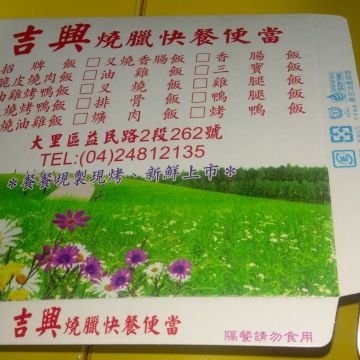 吉興燒臘快餐便當
招牌飯 □叉燒香腸飯 □香腸飯
脆皮燒肉飯 □油雞飯 □三寶飯
油雞烤鴨飯 □叉燒飯 □鴨腿飯
燒烤鴨飯 □排骨飯 □鴨腿飯
燒油雞飯 □爌肉飯 □烤鴨飯
大里區益民路2段262號
TEL:(04)24812135
*餐餐現製現烤、新鮮上市*
吉興燒臘快餐便當
隔餐請勿食用